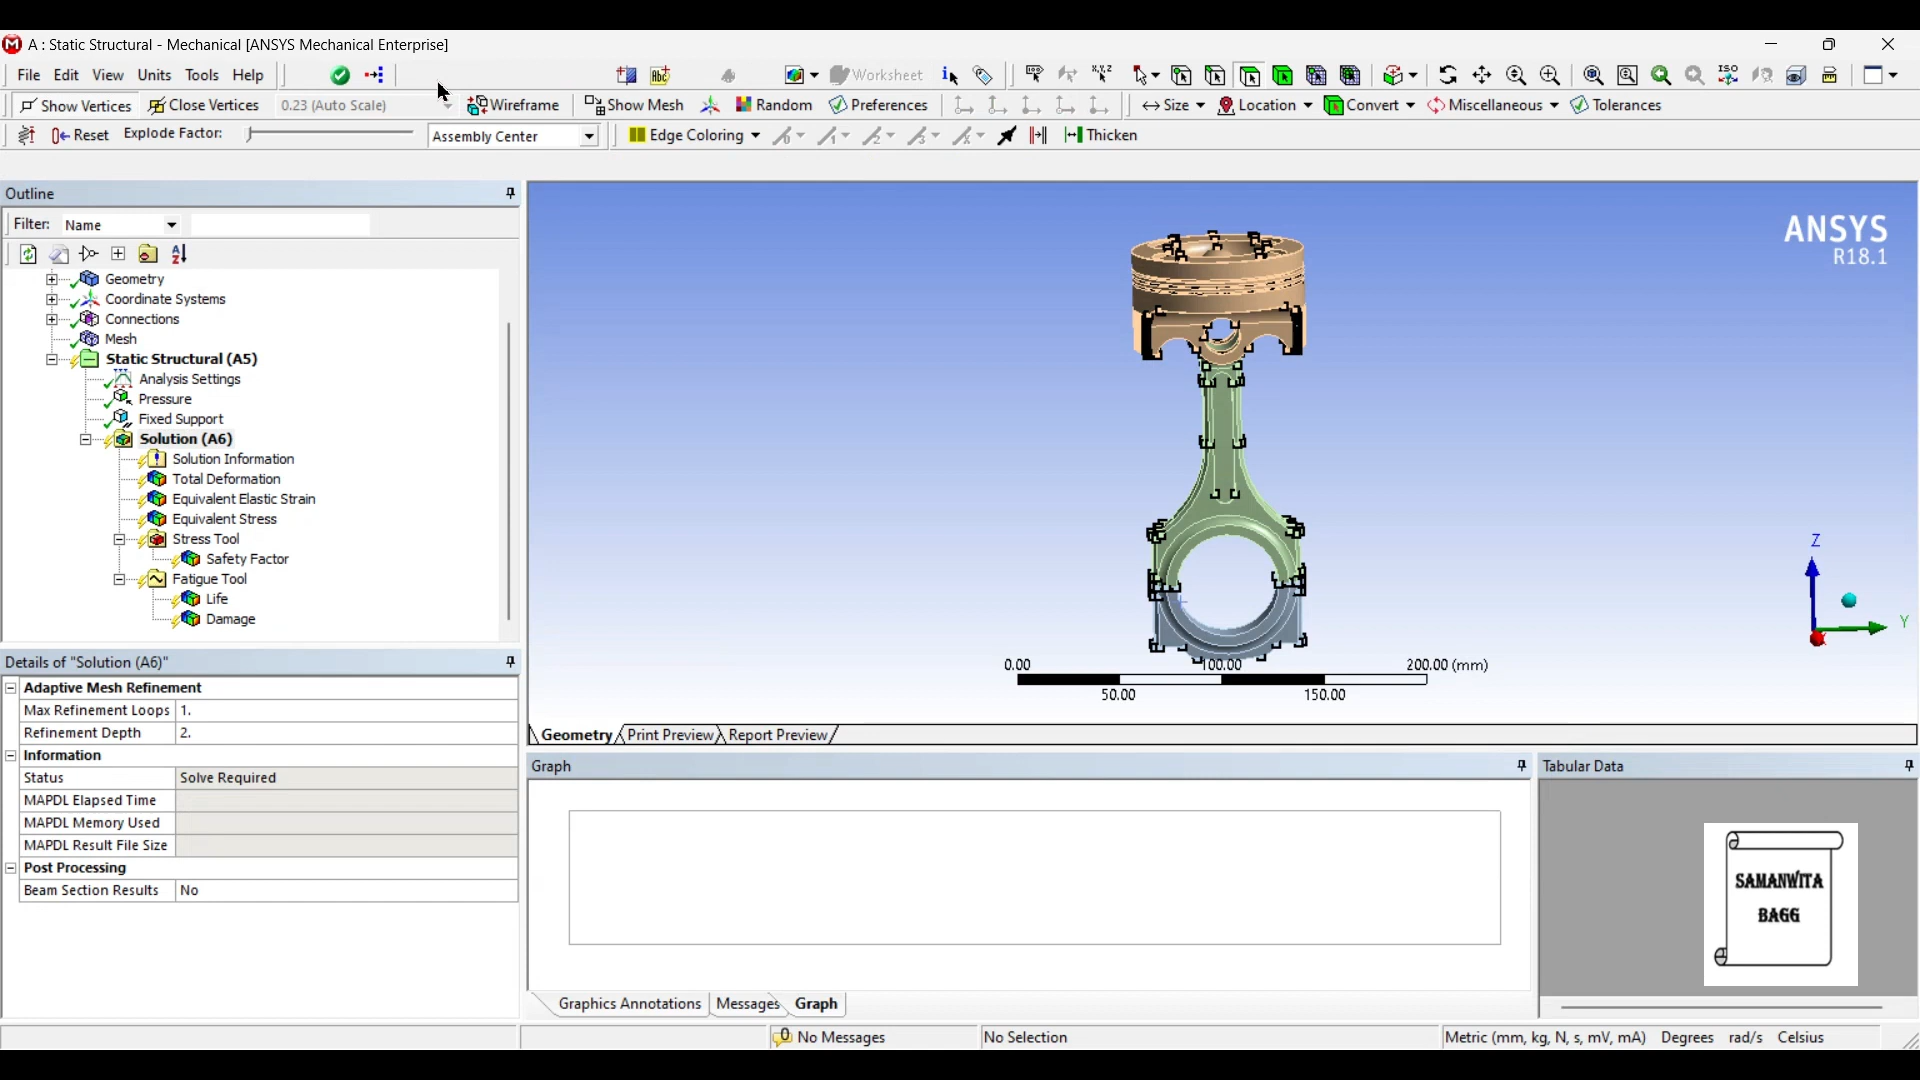 A : Static Structural - Mechanical [ANSYS Mechanical Enterprise]
File Edit View Units Tools Help Worksheet
Show Vertices Close Vertices 0.23 (Auto Scale) Wireframe Show Mesh Random Preferences Size Location Convert Miscellaneous Tolerances
Reset Explode Factor: Assembly Center Edge Coloring Thicken
Outline
Filter: Name
Geometry
Coordinate Systems
Connections
Mesh
Static Structural (A5)
Analysis Settings
Pressure
Fixed Support
Solution (A6)
Solution Information
Total Deformation
Equivalent Elastic Strain
Equivalent Stress
Stress Tool
Safety Factor
Fatigue Tool
Life
Damage
Details of "Solution (A6)"
Adaptive Mesh Refinement
Max Refinement Loops 1.
Refinement Depth 2.
Information
Status Solve Required
MAPDL Elapsed Time
MAPDL Memory Used
MAPDL Result File Size
Post Processing
Beam Section Results No
ANSYS
R18.1
Z
Y
0.00 100.00 200.00 (mm)
50.00 150.00
Geometry Print Preview Report Preview
Graph
Tabular Data
SAMANWITA
BAGG
Graphics Annotations Messages Graph
No Messages No Selection Metric (mm, kg, N, s, mV, mA) Degrees rad/s Celsius